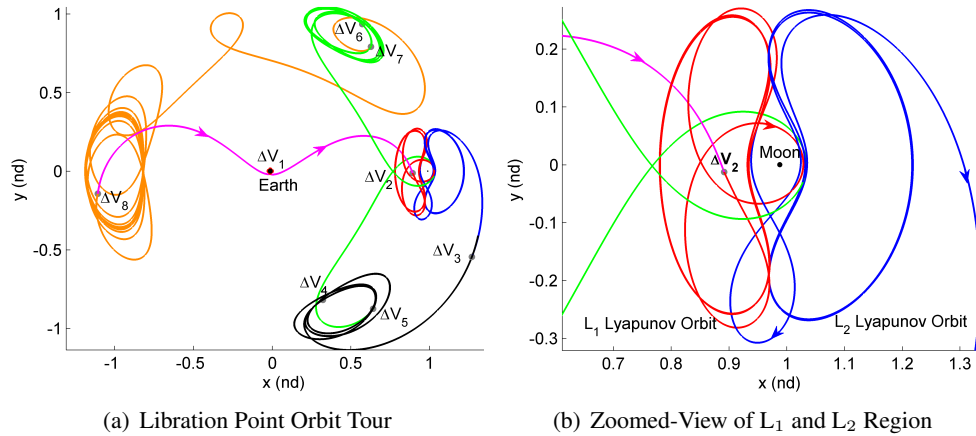 1
0.5
0
-0.5
-1
y (nd)
-1
-0.5
0
0.5
1
x (nd)
ΔV6
ΔV7
ΔV1
Earth
ΔV2
ΔV8
ΔV3
ΔV4
ΔV5
(a) Libration Point Orbit Tour
0.2
0.1
0
-0.1
-0.2
-0.3
y (nd)
0.7
0.8
0.9
1
1.1
1.2
1.3
x (nd)
ΔV2
Moon
L1 Lyapunov Orbit
L2 Lyapunov Orbit
(b) Zoomed-View of L1 and L2 Region